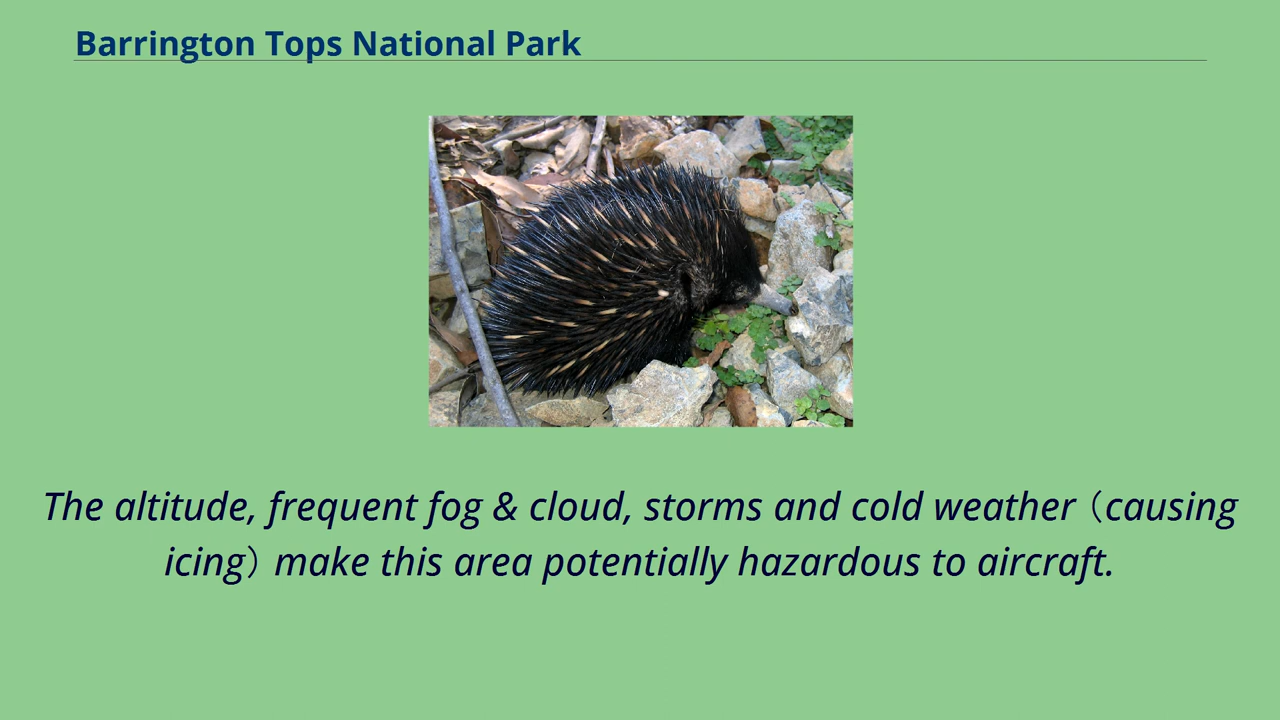 Barrington Tops National Park
The altitude, frequent fog & cloud, storms and cold weather（causing
icing）make this area potentially hazardous to aircraft.